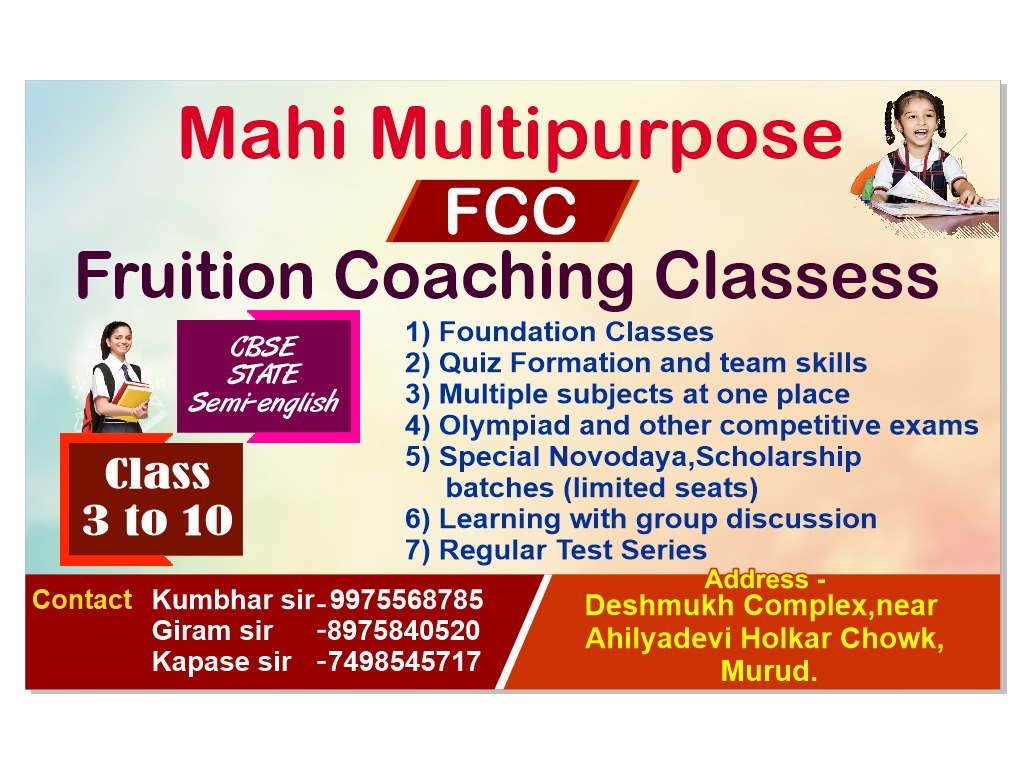 Mahi Multipurpose
FCC
Fruition Coaching Classess
CBSE
STATE
Semi-english
Class
3 to 10
1) Foundation Classes
2) Quiz Formation and team skills
3) Multiple subjects at one place
4) Olympiad and other competitive exams
5) Special Novodaya,Scholarship
batches (limited seats)
6) Learning with group discussion
7) Regular Test Series
Contact Kumbhar sir-9975568785
Giram sir -8975840520
Kapase sir -7498545717
Address -
Deshmukh Complex,near
Ahilyadevi Holkar Chowk,
Murud.